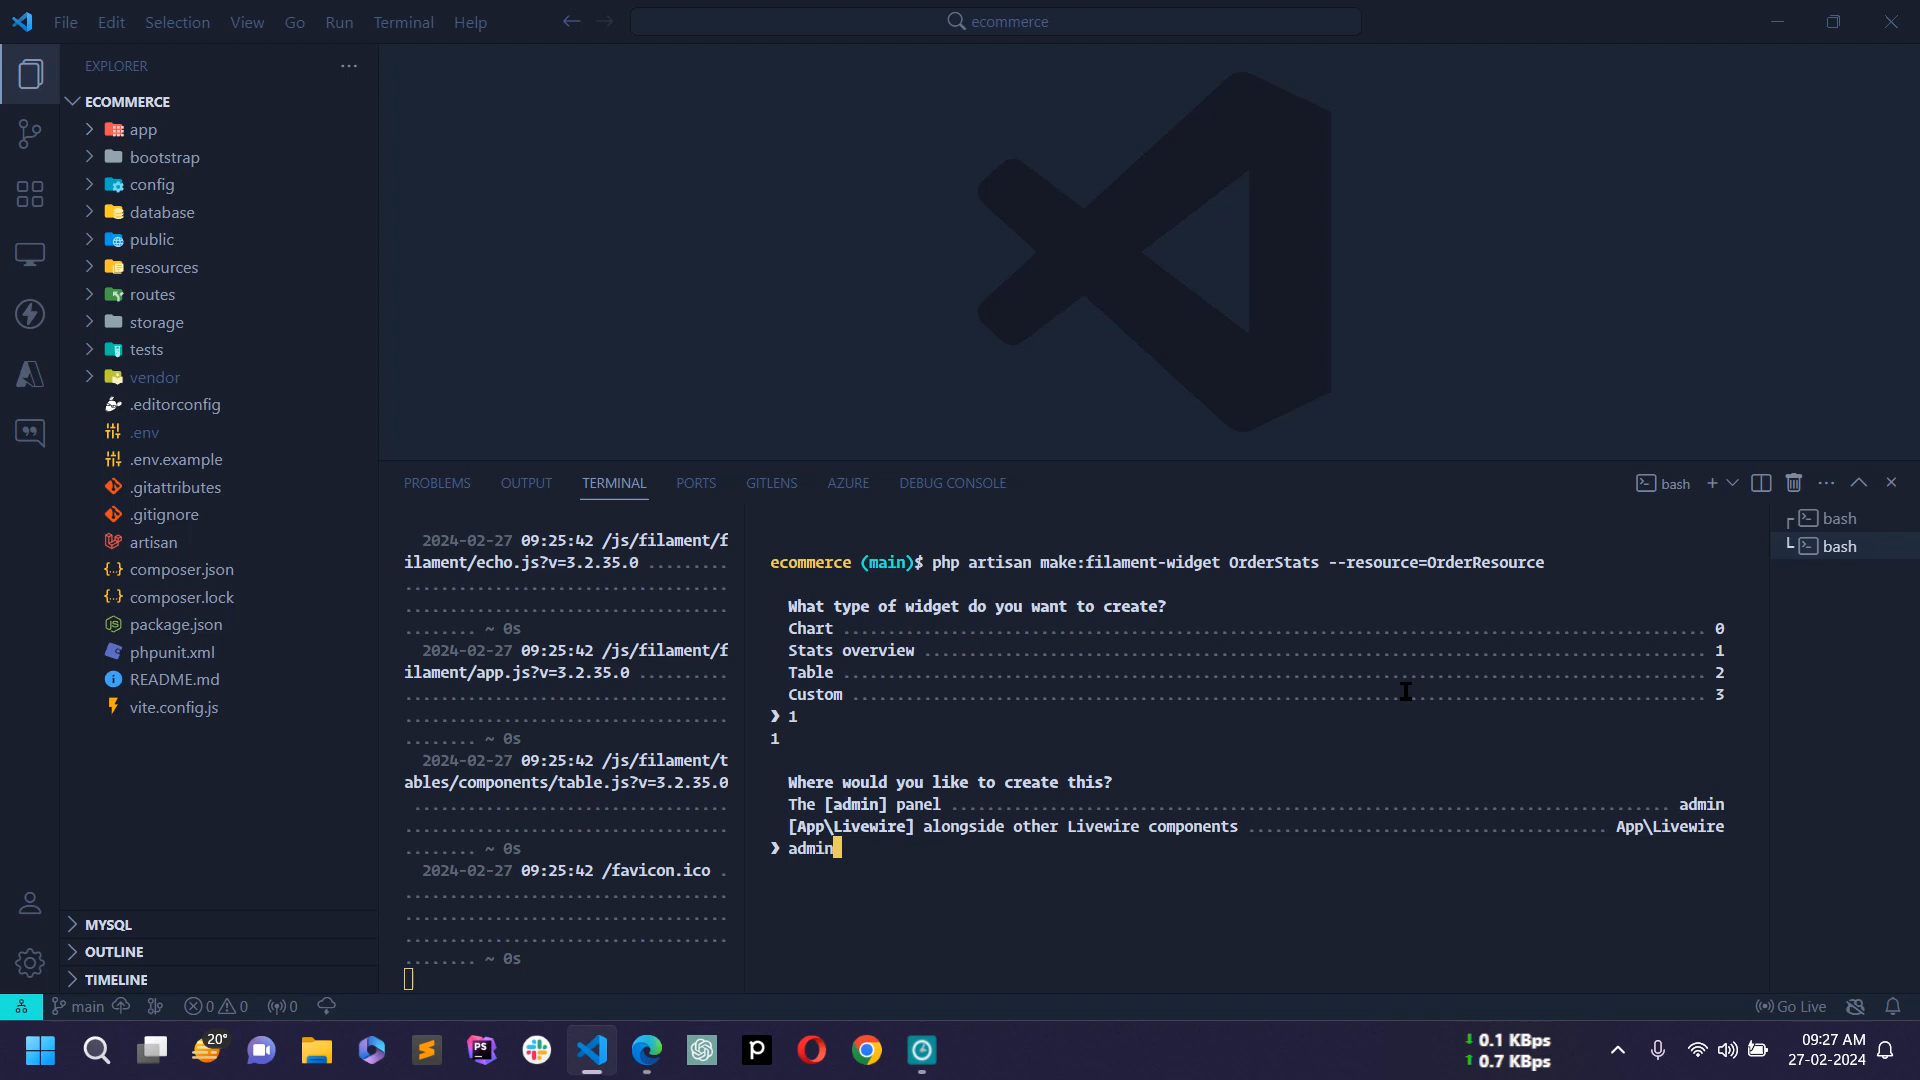 File Edit Selection View Go Run Terminal Help
ecommerce
EXPLORER
ECOMMERCE
app
bootstrap
config
database
public
resources
routes
storage
tests
vendor
.editorconfig
.env
.env.example
.gitattributes
.gitignore
artisan
composer.json
composer.lock
package.json
phpunit.xml
README.md
vite.config.js
MYSQL
OUTLINE
TIMELINE
PROBLEMS OUTPUT TERMINAL PORTS GITLENS AZURE DEBUG CONSOLE
bash
bash
bash
2024-02-27 09:25:42 /js/filament/f
ilament/echo.js?v=3.2.35.0 ........
....................................
....................................
........ ~ 0s
2024-02-27 09:25:42 /js/filament/f
ilament/app.js?v=3.2.35.0 ..........
....................................
....................................
........ ~ 0s
2024-02-27 09:25:42 /js/filament/t
ables/components/table.js?v=3.2.35.0
...................................
....................................
........ ~ 0s
2024-02-27 09:25:42 /favicon.ico .
....................................
....................................
....................................
........ ~ 0s
ecommerce (main)$ php artisan make:filament-widget OrderStats --resource=OrderResource
What type of widget do you want to create?
Chart ................................................................................................ 0
Stats overview ....................................................................................... 1
Table ................................................................................................ 2
Custom ............................................................................................... 3
❯ 1
1
Where would you like to create this?
The [admin] panel ................................................................................ admin
[App\Livewire] alongside other Livewire components ........................................ App\Livewire
❯ admin
main 0 0 0 Go Live
20°
PS
p
0.1 KBps
0.7 KBps
09:27 AM
27-02-2024